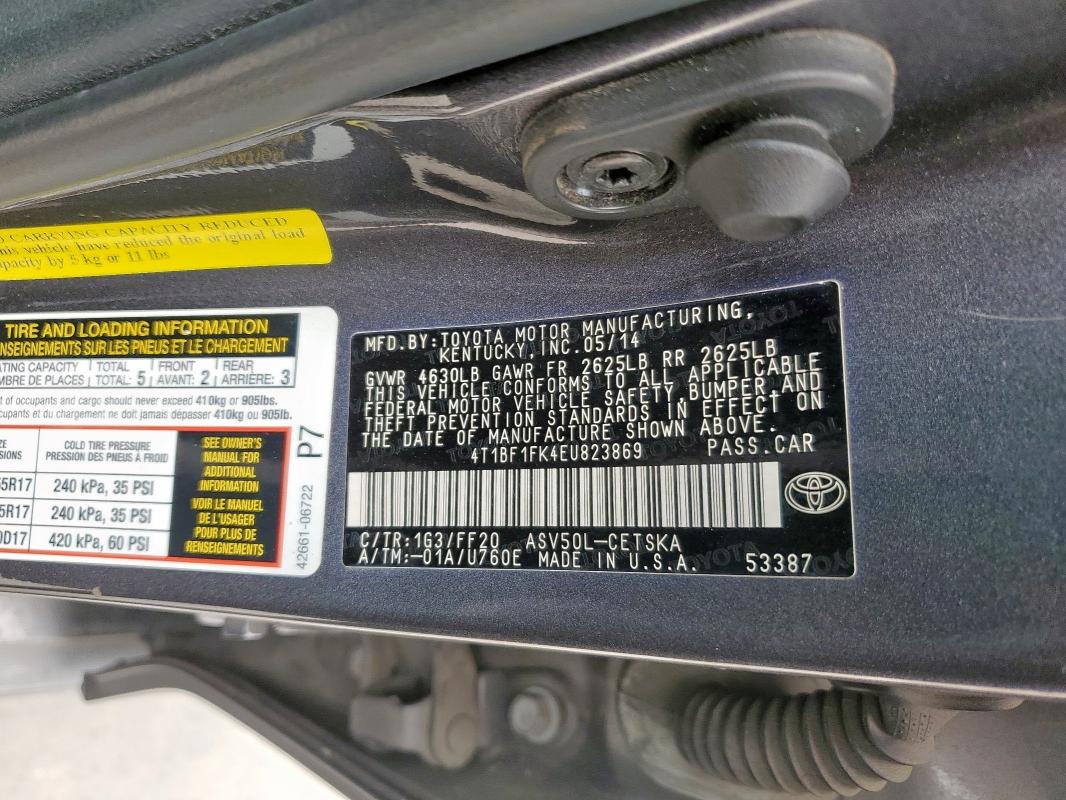 CARRYING CAPACITY REDUCED
vehicle have reduced the original load
by 5 kg or 11 lbs
TIRE AND LOADING INFORMATION
RENSEIGNEMENTS SUR LES PNEUS ET LE CHARGEMENT
CAPACITY TOTAL FRONT REAR
DE PLACES TOTAL: 5 AVANT: 2 ARRIÈRE: 3
of occupants and cargo should never exceed 410kg or 905lbs.
occupants et du chargement ne doit jamais dépasser 410kg ou 905lb.
COLD TIRE PRESSURE
PRESSION DES PNEUS A FROID
5R17 240 kPa, 35 PSI
5R17 240 kPa, 35 PSI
0D17 420 kPa, 60 PSI
SEE OWNER'S
MANUAL FOR
ADDITIONAL
INFORMATION
VOIR LE MANUEL
DE L'USAGER
POUR PLUS DE
RENSEIGNEMENTS
P7
42661-06722
MFD.BY:TOYOTA MOTOR MANUFACTURING,
KENTUCKY,INC.05/14
GVWR 4630LB GAWR FR 2625LB RR 2625LB
THIS VEHICLE CONFORMS TO ALL APPLICABLE
FEDERAL MOTOR VEHICLE SAFETY,BUMPER,AND
THEFT PREVENTION STANDARDS IN EFFECT ON
THE DATE OF MANUFACTURE SHOWN ABOVE.
4T1BF1FK4EU823869 PASS.CAR
C/TR:1G3/FF20 ASV50L-CETSKA
A/TM:-01A/U760E MADE IN U.S.A. 53387